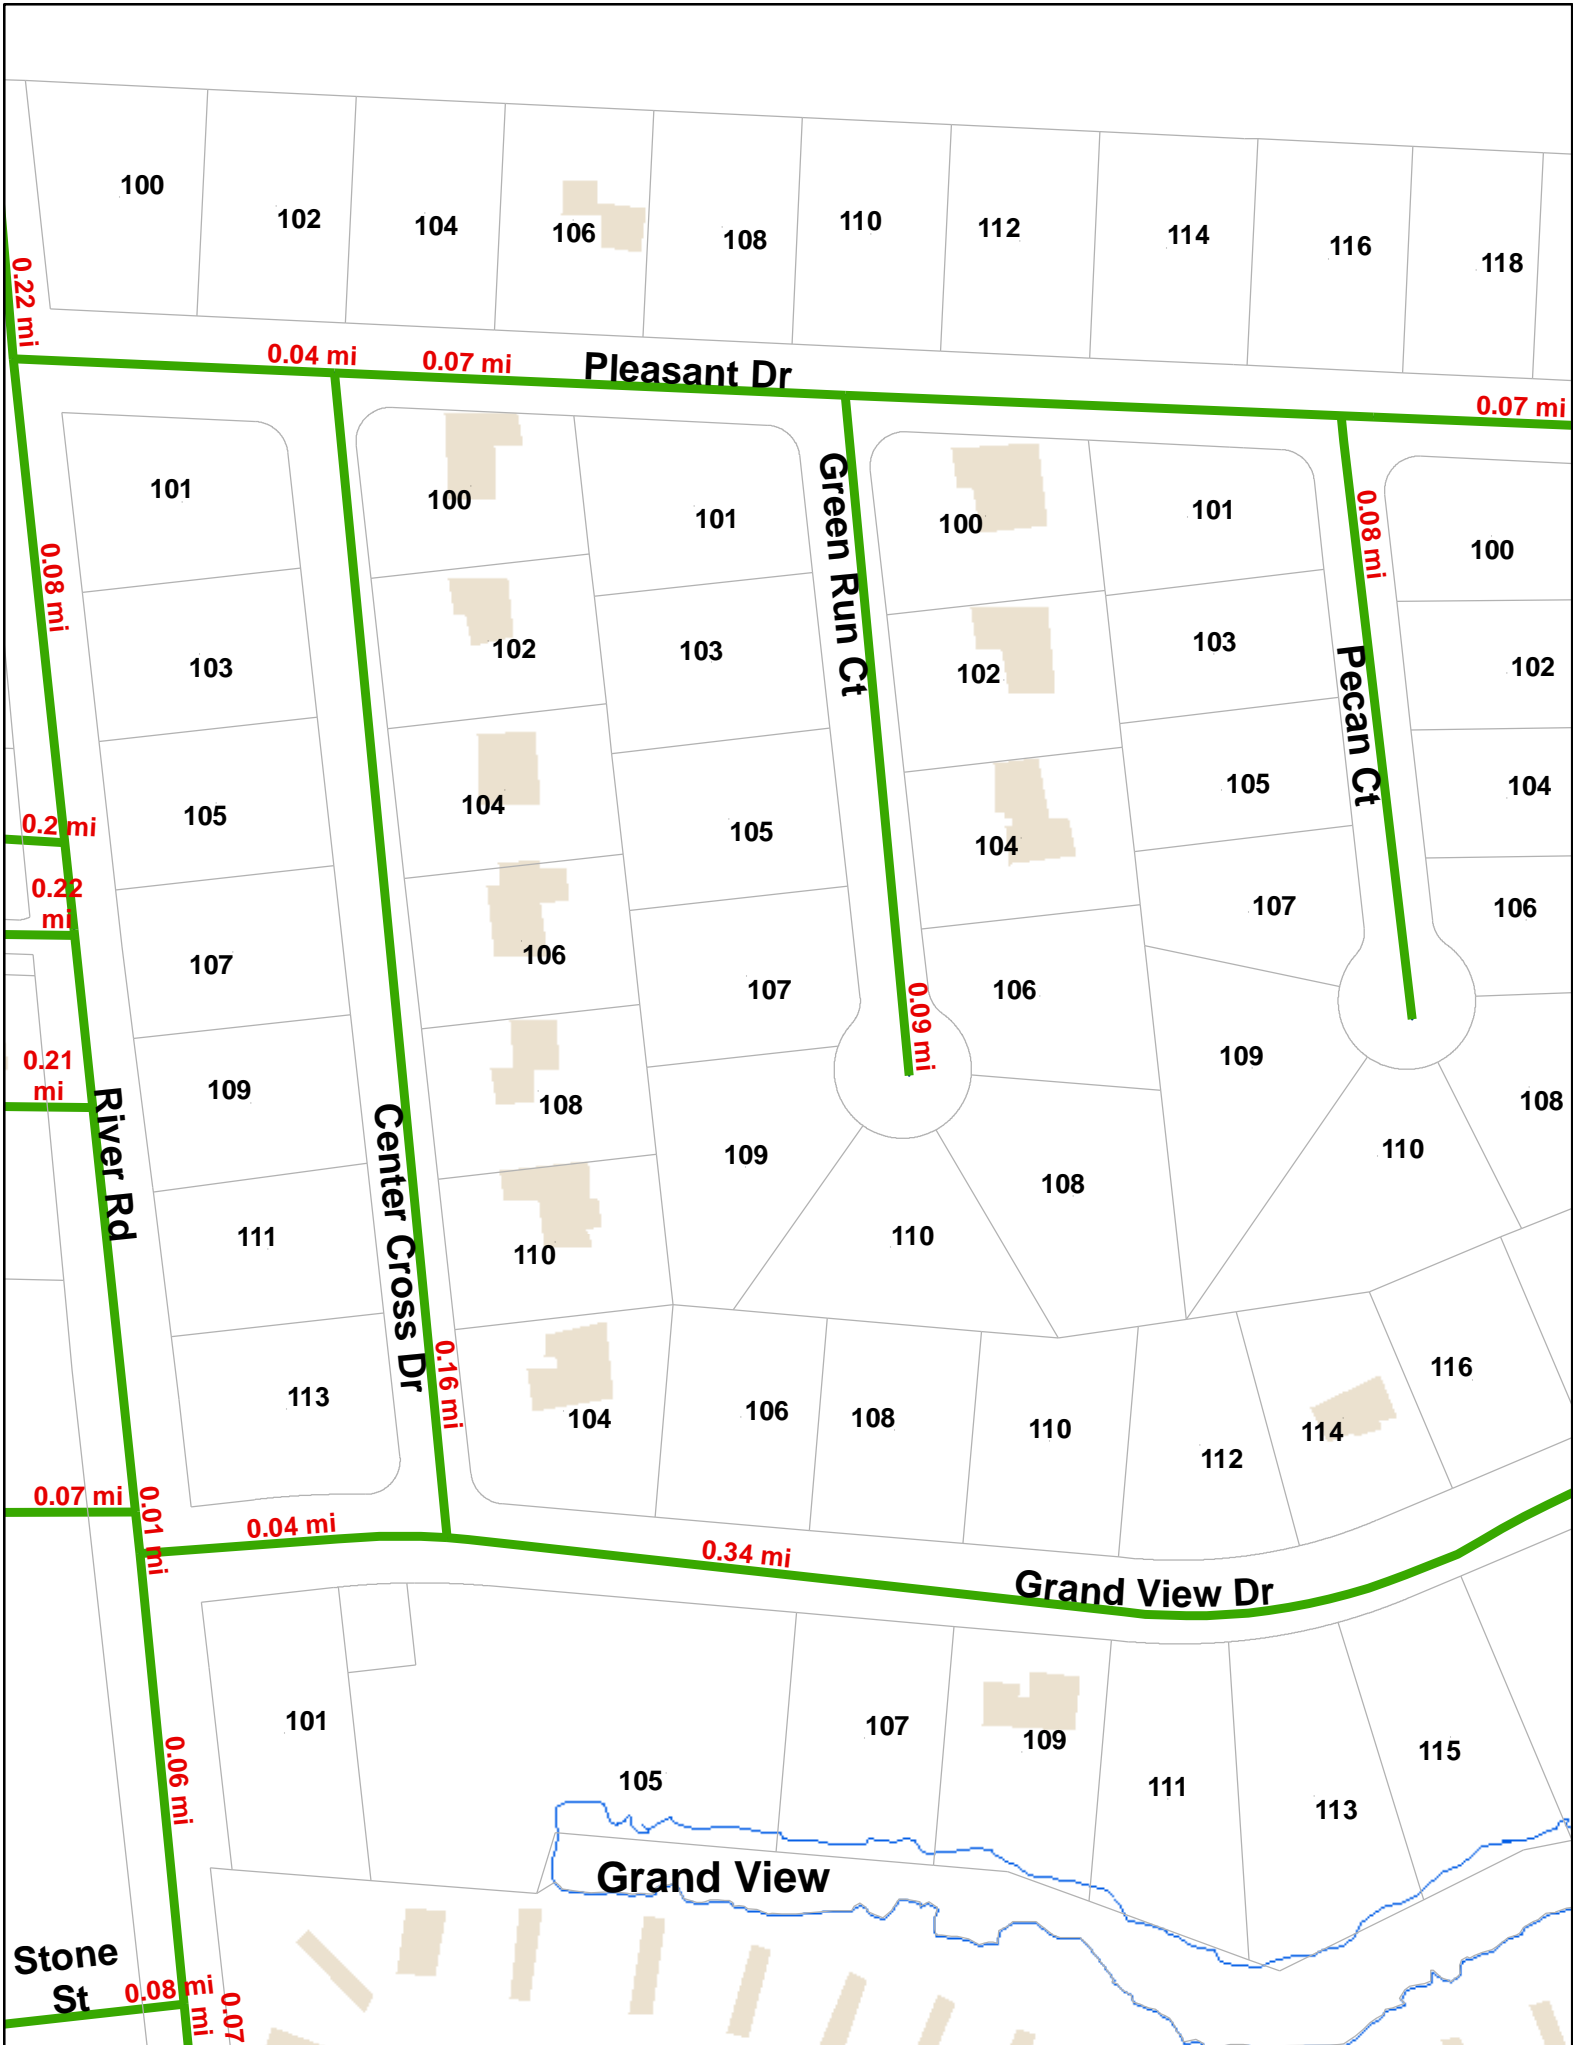 100
102
104
106
108
110
112
114
116
118
0.22 mi
0.04 mi
0.07 mi
Pleasant Dr
0.07 mi
101
100
101
Green Run Ct
100
101
0.08 mi
100
0.08 mi
103
102
103
102
103
Pecan Ct
102
105
104
105
104
105
104
0.2 mi
0.22
mi
107
106
107
106
107
106
0.09 mi
0.21
mi
River Rd
109
Center Cross Dr
108
109
108
109
110
108
111
110
110
113
0.16 mi
104
106
108
110
112
114
116
0.07 mi
0.01 mi
0.04 mi
0.34 mi
Grand View Dr
101
105
107
109
111
113
115
0.06 mi
Grand View
Stone
St
0.08 mi
0.07
mi